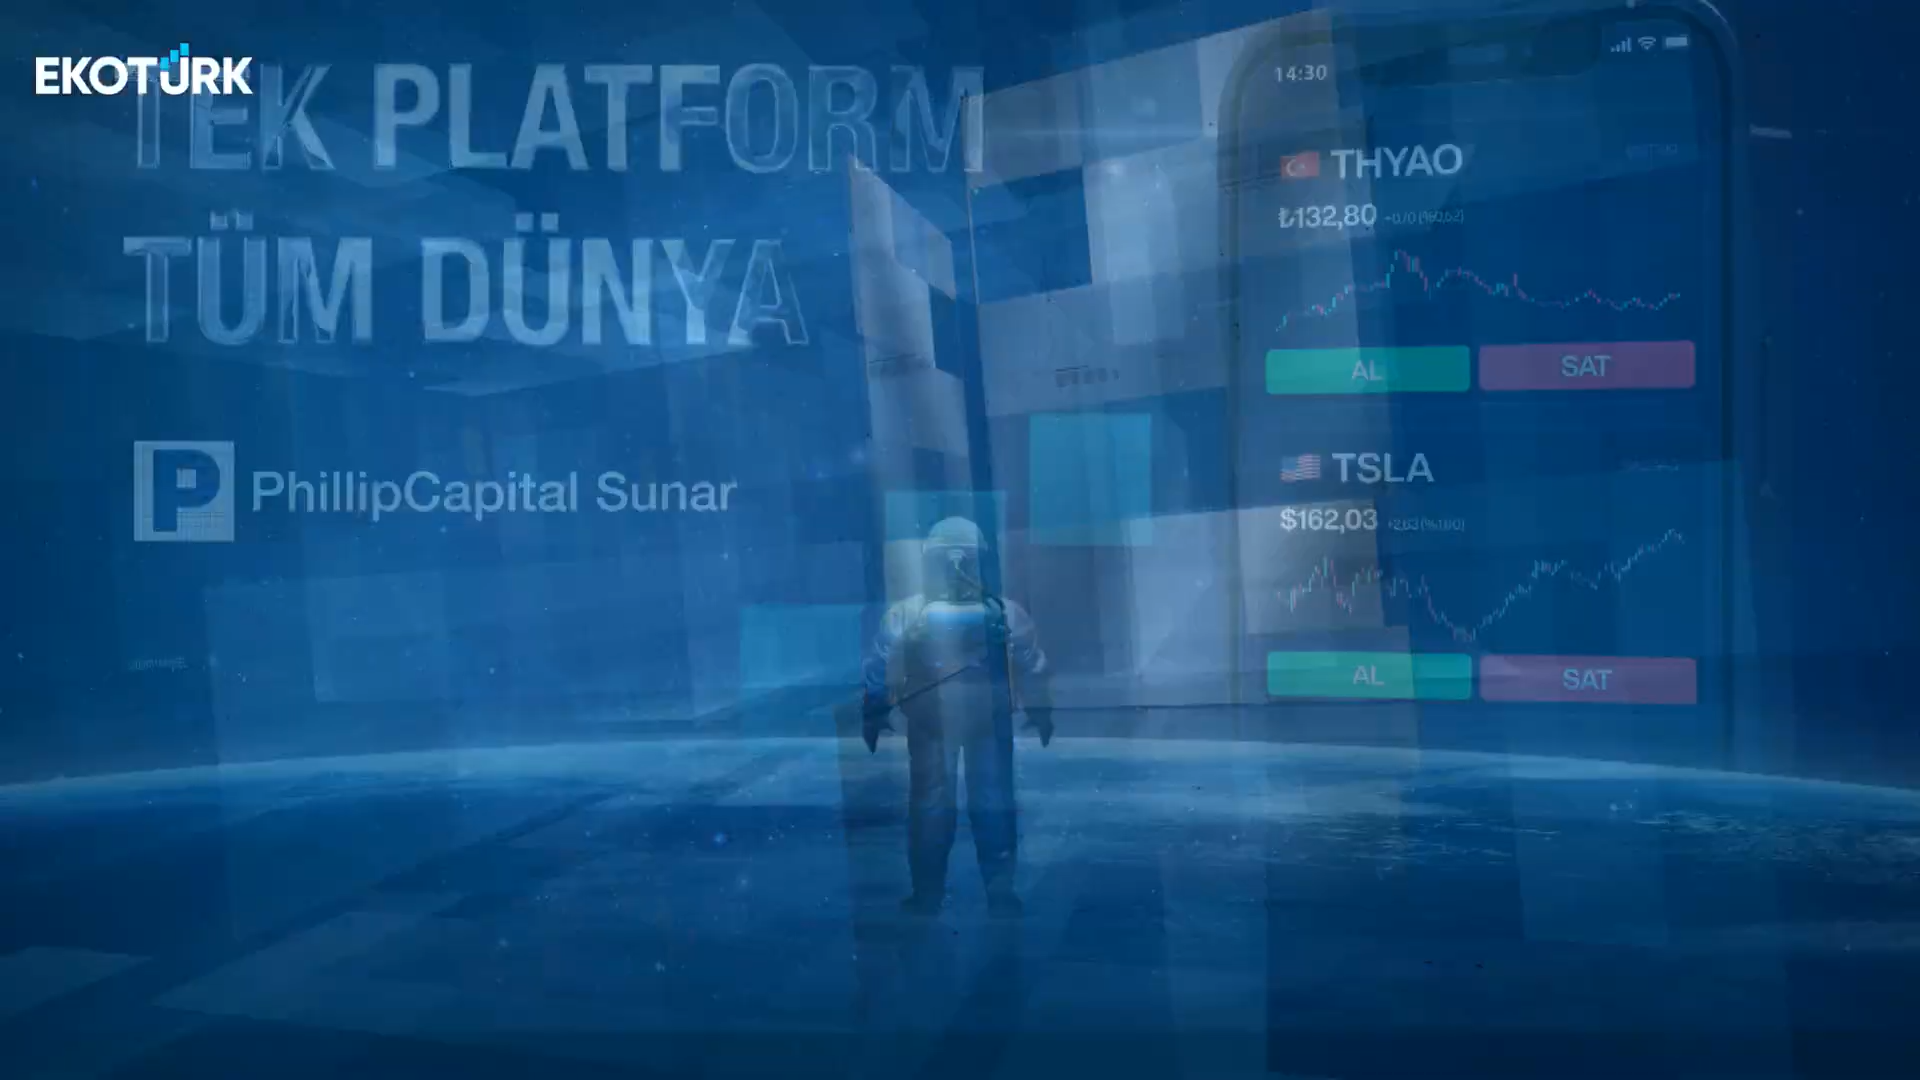 EKOTÜRK
TEK PLATFORM
TÜM DÜNYA
PhillipCapital Sunar
14:30
THYAO
₺132,80
AL
SAT
TSLA
$162,03
AL
SAT